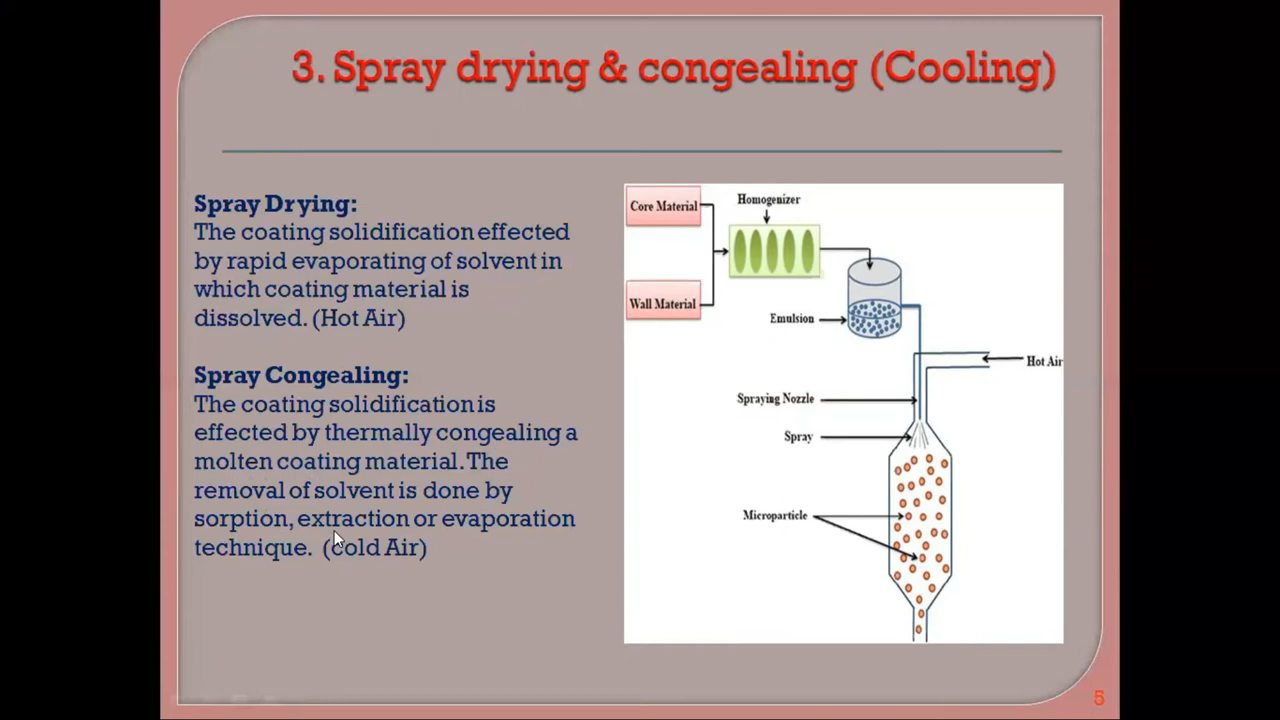 3. Spray drying & congealing (Cooling)
Spray Drying:
The coating solidification effected
by rapid evaporating of solvent in
which coating material is
dissolved. (Hot Air)
Spray Congealing:
The coating solidification is
effected by thermally congealing a
molten coating material. The
removal of solvent is done by
sorption, extraction or evaporation
technique. (cold Air)
Core Material
Homogenizer
Wall Material
Emulsion
Hot Air
Spraying Nozzle
Spray
Microparticle
5